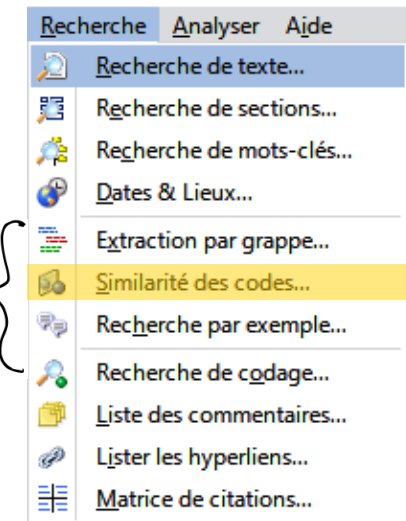 Recherche Analyser Aide
Recherche de texte...
Recherche de sections...
Recherche de mots-clés...
Dates & Lieux...
Extraction par grappe...
Similarité des codes...
Recherche par exemple...
Recherche de codage...
Liste des commentaires...
Lister les hyperliens...
Matrice de citations...